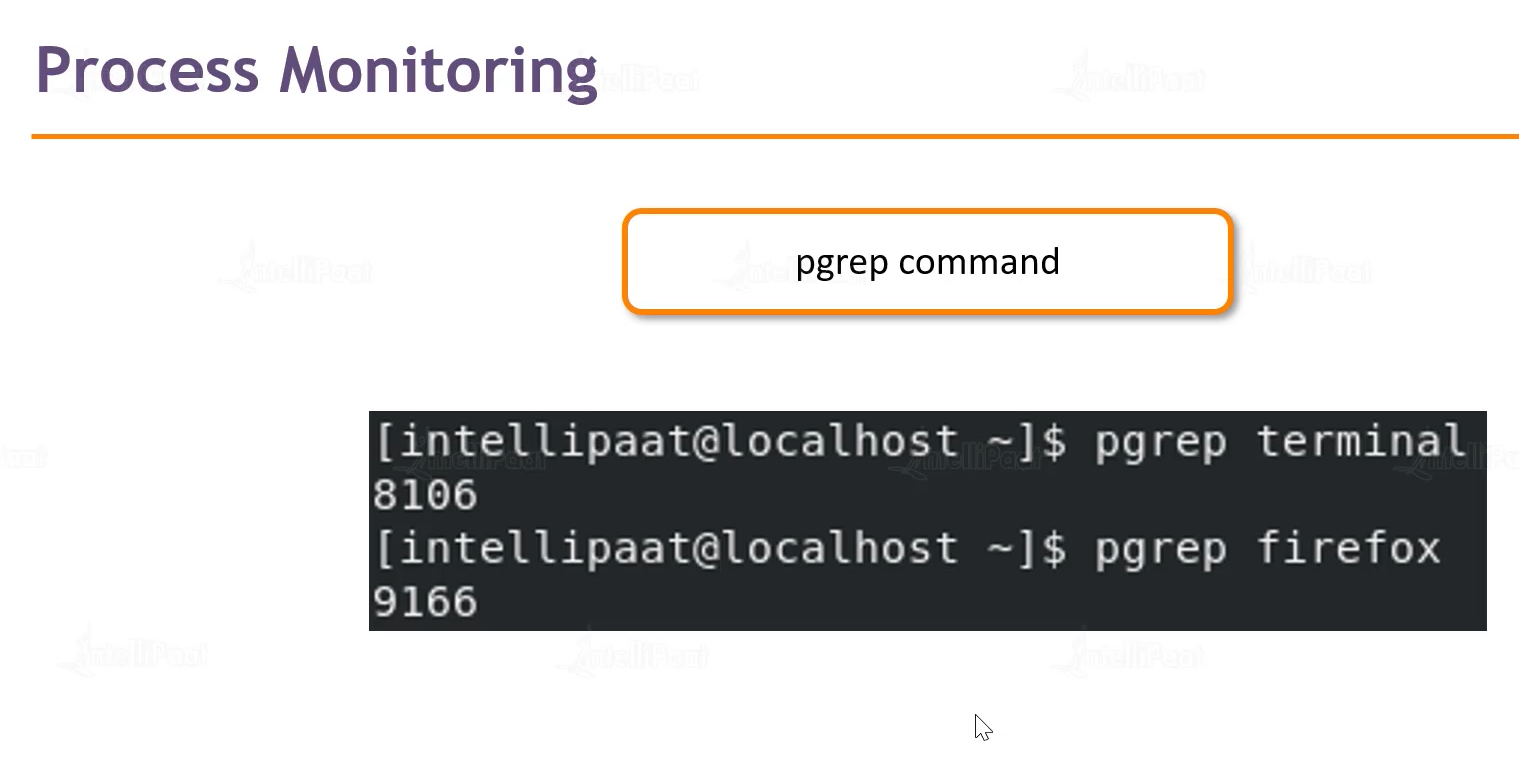 Process Monitoring
pgrep command
[intellipaat@localhost ~]$ pgrep terminal
8106
[intellipaat@localhost ~]$ pgrep firefox
9166